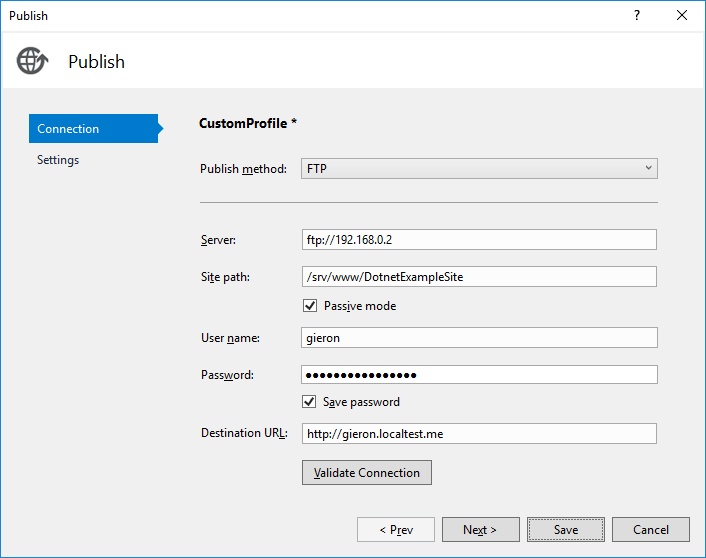 Publish
?
Publish
Connection
Settings
CustomProfile *
Publish method: FTP
Server: ftp://192.168.0.2
Site path: /srv/www/DotnetExampleSite
Passive mode
User name: gieron
Password: ●●●●●●●●●●●●●●●●
Save password
Destination URL: http://gieron.localtest.me
Validate Connection
< Prev Next > Save Cancel